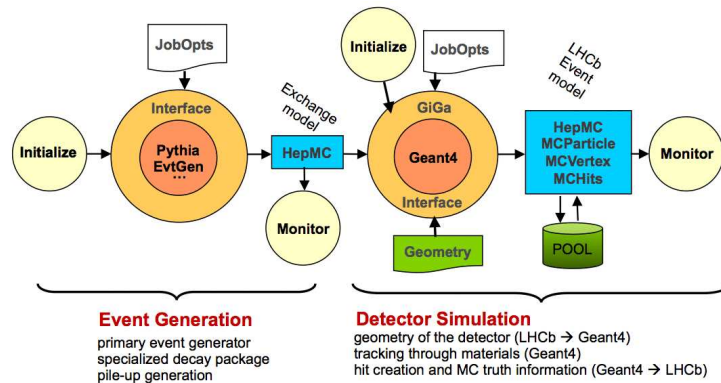 JobOpts
Interface
Initialize
Pythia
EvtGen
...
Exchange
model
HepMC
Monitor
Initialize
JobOpts
GiGa
Geant4
Interface
Geometry
LHCb
Event
model
HepMC
MCParticle
MCVertex
MCHits
Monitor
POOL
Event Generation
primary event generator
specialized decay package
pile-up generation
Detector Simulation
geometry of the detector (LHCb → Geant4)
tracking through materials (Geant4)
hit creation and MC truth information (Geant4 → LHCb)